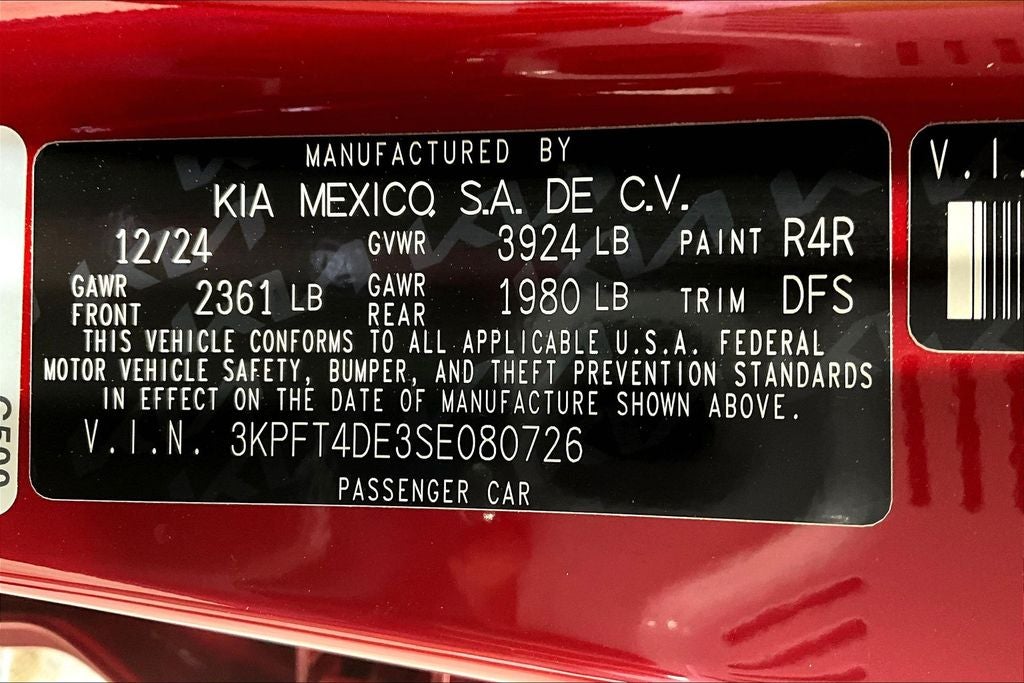 MANUFACTURED BY
KIA MEXICO, S.A. DE C.V.
12/24 GVWR 3924 LB PAINT R4R
GAWR FRONT 2361 LB GAWR REAR 1980 LB TRIM DFS
THIS VEHICLE CONFORMS TO ALL APPLICABLE U.S.A. FEDERAL
MOTOR VEHICLE SAFETY, BUMPER, AND THEFT PREVENTION STANDARDS
IN EFFECT ON THE DATE OF MANUFACTURE SHOWN ABOVE.
V.I.N. 3KPFT4DE3SE080726
PASSENGER CAR
V.I.